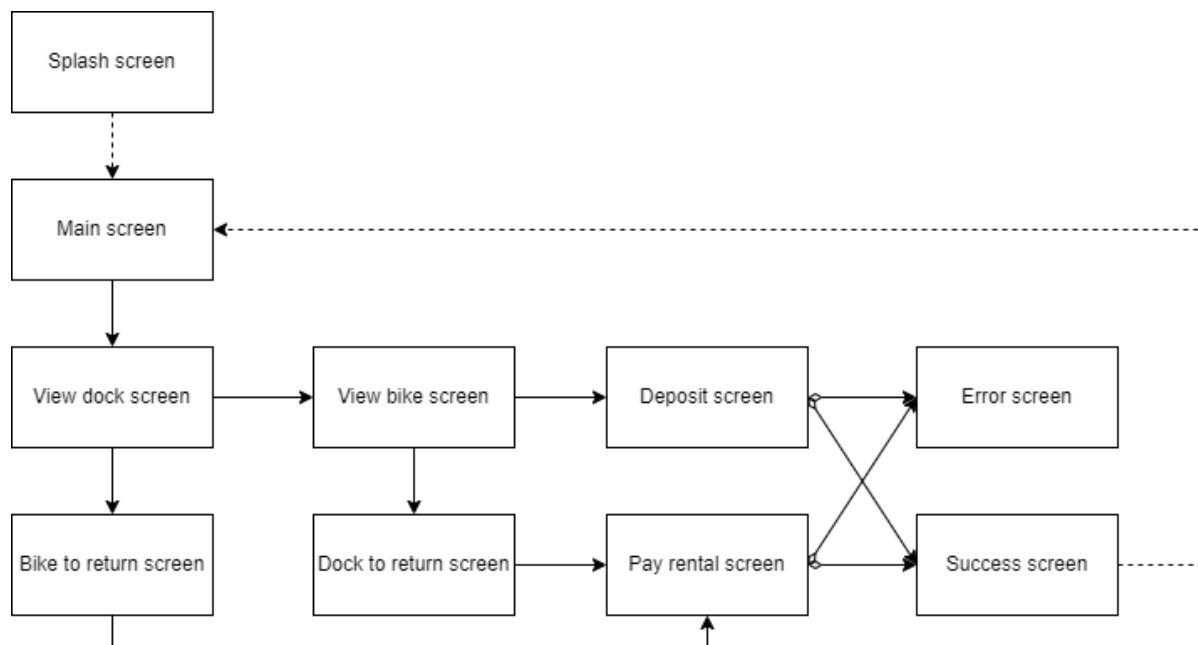 Splash screen
Main screen
View dock screen
View bike screen
Deposit screen
Error screen
Bike to return screen
Dock to return screen
Pay rental screen
Success screen